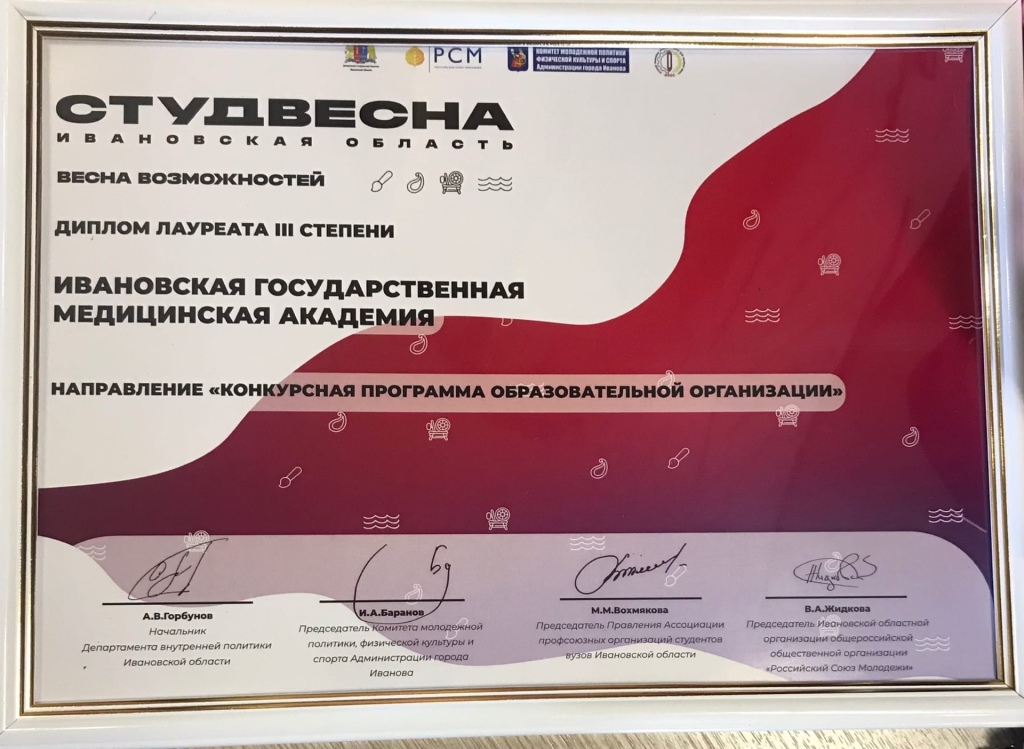 РСМ
КОМИТЕТ МОЛОДЕЖНОЙ ПОЛИТИКИ
ФИЗИЧЕСКОЙ КУЛЬТУРЫ И СПОРТА
Администрации города Иванова
СТУДВЕСНА
ИВАНОВСКАЯ ОБЛАСТЬ
ВЕСНА ВОЗМОЖНОСТЕЙ
ДИПЛОМ ЛАУРЕАТА III СТЕПЕНИ
ИВАНОВСКАЯ ГОСУДАРСТВЕННАЯ
МЕДИЦИНСКАЯ АКАДЕМИЯ
НАПРАВЛЕНИЕ «КОНКУРСНАЯ ПРОГРАММА ОБРАЗОВАТЕЛЬНОЙ ОРГАНИЗАЦИИ»
А.В.Горбунов
Начальник
Департамента внутренней политики
Ивановской области
И.А.Баранов
Председатель Комитета молодежной
политики, физической культуры и
спорта Администрации города
Иванова
М.М.Вохмякова
Председатель Правления Ассоциации
профсоюзных организаций студентов
вузов Ивановской области
В.А.Жидкова
Председатель Ивановской областной
организации общероссийской
общественной организации
«Российский Союз Молодежи»